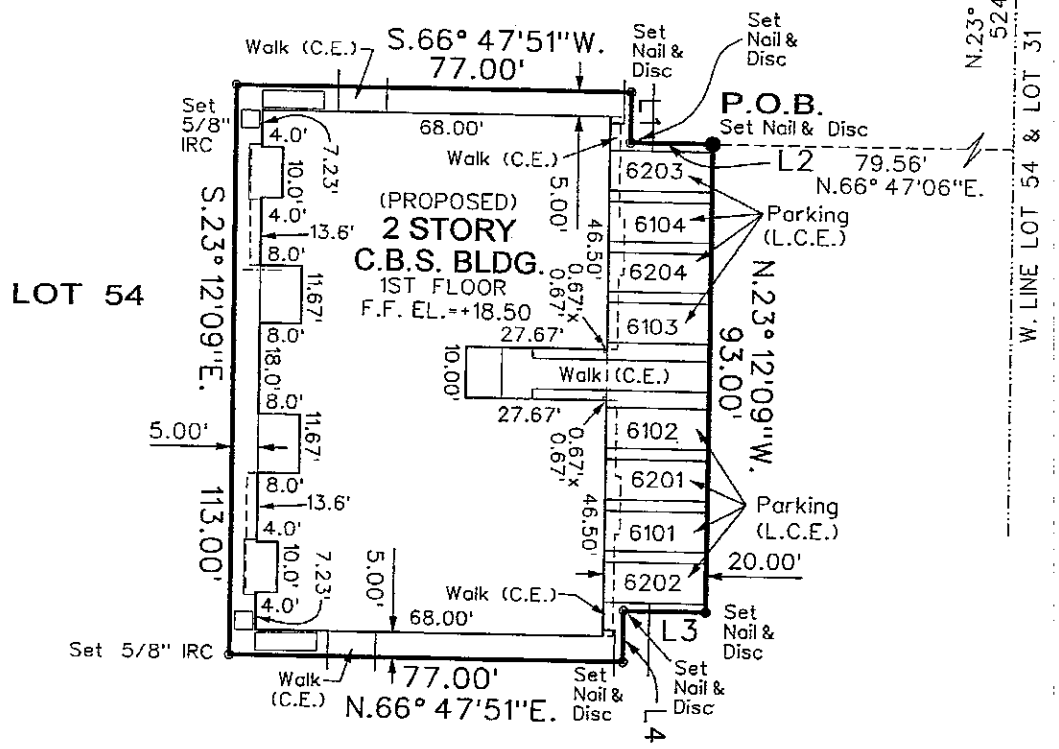 Walk (C.E.)
S.66° 47'51"W.
77.00'
Set
Nail &
Disc
Set
Nail &
Disc
N.23°
524
W. LINE LOT 54 & LOT 31
P.O.B.
Set Nail & Disc
Set
5/8"
IRC
4.0'
68.00'
7.23'
Walk (C.E.)
L1
L2
79.56'
N.66° 47'06"E.
10.0'
5.00'
6203
4.0'
(PROPOSED)
2 STORY
C.B.S. BLDG.
1ST FLOOR
F.F. EL.=+18.50
6104
Parking
(L.C.E.)
13.6'
46.50'
6204
S.23° 12'09"E.
8.0'
LOT 54
11.67'
0.67'x
0.67'
6103
N.23° 12'09"W.
93.00'
8.0'
27.67'
18.0'
10.00'
Walk (C.E.)
8.0'
27.67'
5.00'
11.67'
0.67'x
0.67'
6102
8.0'
6201
113.00'
13.6'
46.50'
Parking
(L.C.E.)
4.0'
6101
10.0'
7.23'
5.00'
20.00'
6202
4.0'
Walk (C.E.)
68.00'
L3
Set
Nail &
Disc
Set 5/8" IRC
Walk
(C.E.)
77.00'
N.66° 47'51"E.
Set
Nail &
Disc
Set
Nail &
Disc
L4